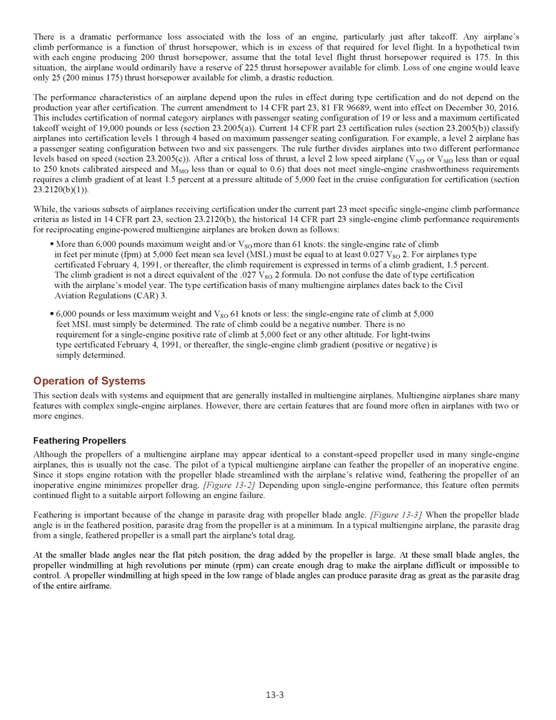 There is a dramatic performance loss associated with the loss of an engine, particularly just after takeoff. Any airplane's
climb performance is a function of thrust horsepower, which is in excess of that required for level flight. In a hypothetical twin
with each engine producing 200 thrust horsepower, assume that the total level flight thrust horsepower required is 175. In this
situation, the airplane would ordinarily have a reserve of 225 thrust horsepower available for climb. Loss of one engine would leave
only 25 (200 minus 175) thrust horsepower available for climb, a drastic reduction.
The performance characteristics of an airplane depend upon the rules in effect during type certification and do not depend on the
production year after certification. The current amendment to 14 CFR part 23, 81 FR 96689, went into effect on December 30, 2016.
This includes certification of normal category airplanes with passenger seating configuration of 19 or less and a maximum certificated
takeoff weight of 19,000 pounds or less (section 23.2005(a)). Current 14 CFR part 23 certification rules (section 23.2005(b)) classify
airplanes into certification levels 1 through 4 based on maximum passenger seating configuration. For example, a level 2 airplane has
a passenger seating configuration between two and six passengers. The rule further divides airplanes into two different performance
levels based on speed (section 23.2005(c)). After a critical loss of thrust, a level 2 low speed airplane (VNO or VMO less than or equal
to 250 knots calibrated airspeed and MMO less than or equal to 0.6) that does not meet single-engine crashworthiness requirements
requires a climb gradient of at least 1.5 percent at a pressure altitude of 5,000 feet in the cruise configuration for certification (section
23.2120(b)(1)).
While, the various subsets of airplanes receiving certification under the current part 23 meet specific single-engine climb performance
criteria as listed in 14 CFR part 23, section 23.2120(b), the historical 14 CFR part 23 single-engine climb performance requirements
for reciprocating engine-powered multiengine airplanes are broken down as follows:
• More than 6,000 pounds maximum weight and/or VSO more than 61 knots: the single-engine rate of climb
in feet per minute (fpm) at 5,000 feet mean sea level (MSL) must be equal to at least 0.027 VSO 2. For airplanes type
certificated February 4, 1991, or thereafter, the climb requirement is expressed in terms of a climb gradient, 1.5 percent.
The climb gradient is not a direct equivalent of the .027 VSO 2 formula. Do not confuse the date of type certification
with the airplane's model year. The type certification basis of many multiengine airplanes dates back to the Civil
Aviation Regulations (CAR) 3.
• 6,000 pounds or less maximum weight and VSO 61 knots or less: the single-engine rate of climb at 5,000
feet MSL must simply be determined. The rate of climb could be a negative number. There is no
requirement for a single-engine positive rate of climb at 5,000 feet or any other altitude. For light-twins
type certificated February 4, 1991, or thereafter, the single-engine climb gradient (positive or negative) is
simply determined.
Operation of Systems
This section deals with systems and equipment that are generally installed in multiengine airplanes. Multiengine airplanes share many
features with complex single-engine airplanes. However, there are certain features that are found more often in airplanes with two or
more engines.
Feathering Propellers
Although the propellers of a multiengine airplane may appear identical to a constant-speed propeller used in many single-engine
airplanes, this is usually not the case. The pilot of a typical multiengine airplane can feather the propeller of an inoperative engine.
Since it stops engine rotation with the propeller blade streamlined with the airplane's relative wind, feathering the propeller of an
inoperative engine minimizes propeller drag. [Figure 13-2] Depending upon single-engine performance, this feature often permits
continued flight to a suitable airport following an engine failure.
Feathering is important because of the change in parasite drag with propeller blade angle. [Figure 13-3] When the propeller blade
angle is in the feathered position, parasite drag from the propeller is at a minimum. In a typical multiengine airplane, the parasite drag
from a single, feathered propeller is a small part the airplane's total drag.
At the smaller blade angles near the flat pitch position, the drag added by the propeller is large. At these small blade angles, the
propeller windmilling at high revolutions per minute (rpm) can create enough drag to make the airplane difficult or impossible to
control. A propeller windmilling at high speed in the low range of blade angles can produce parasite drag as great as the parasite drag
of the entire airframe.
13-3